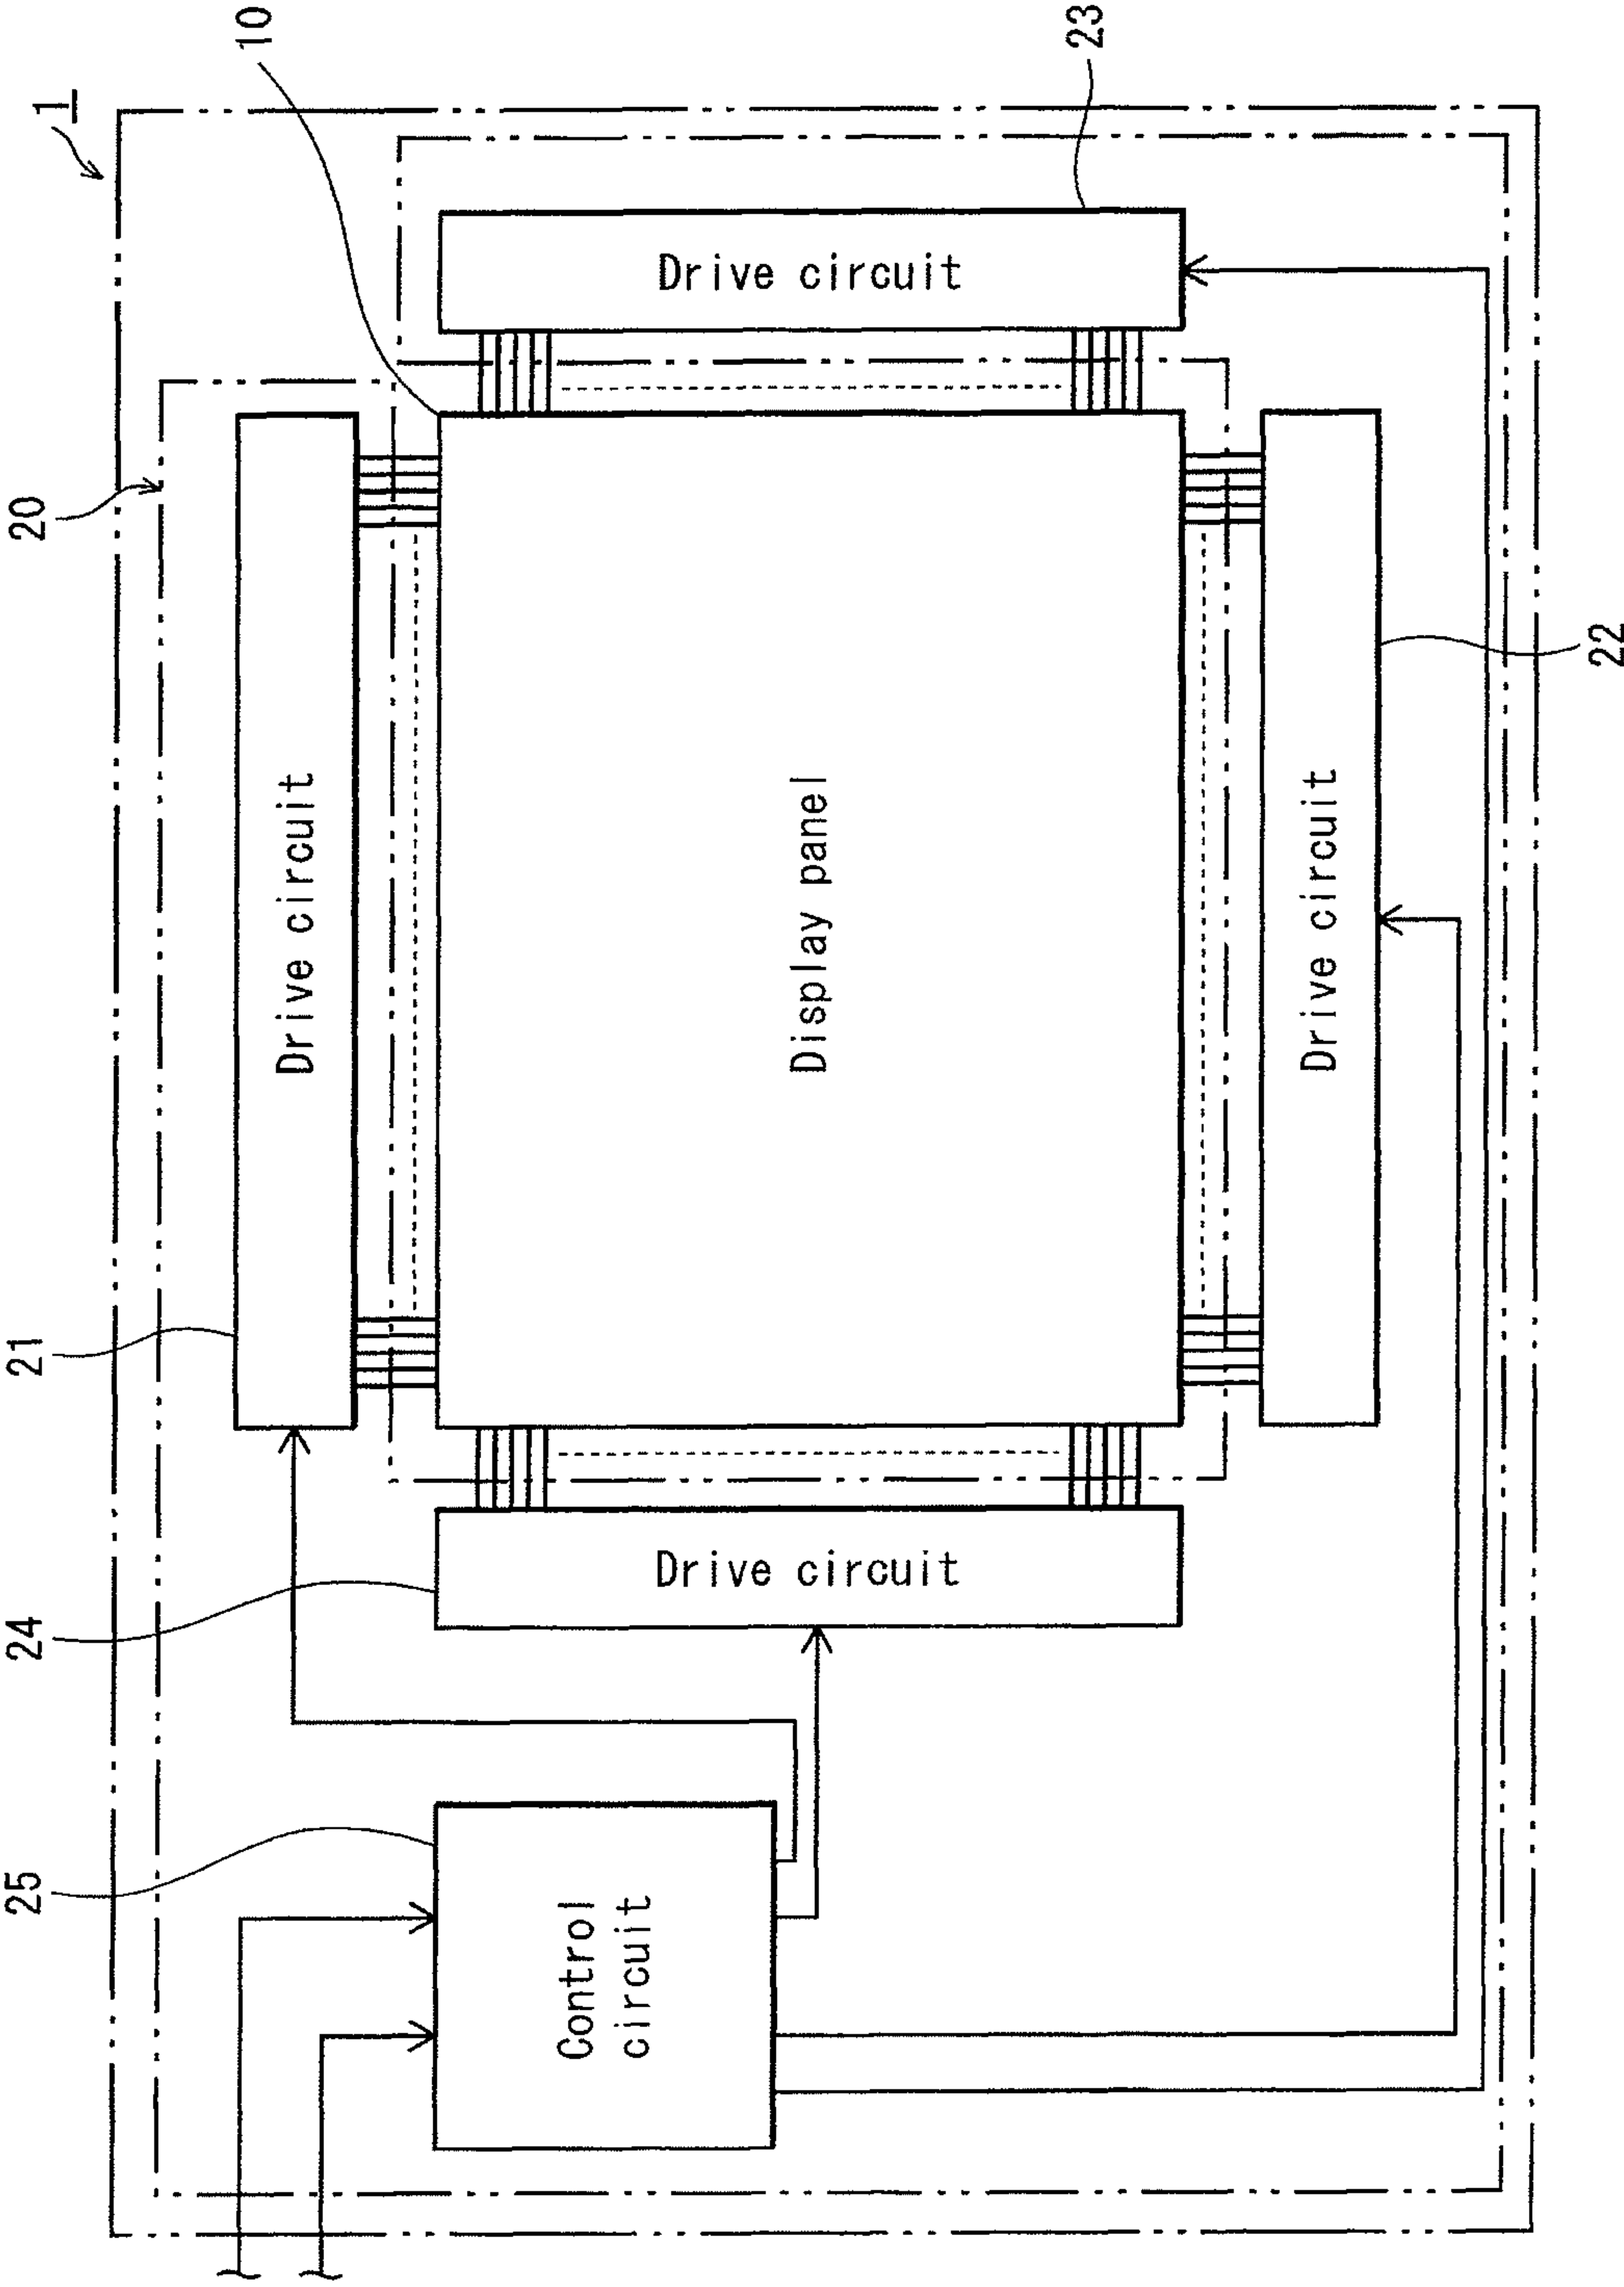 1
20
21
24
25
10
23
22
Drive circuit
Drive circuit
Display panel
Drive circuit
Drive circuit
Control
circuit